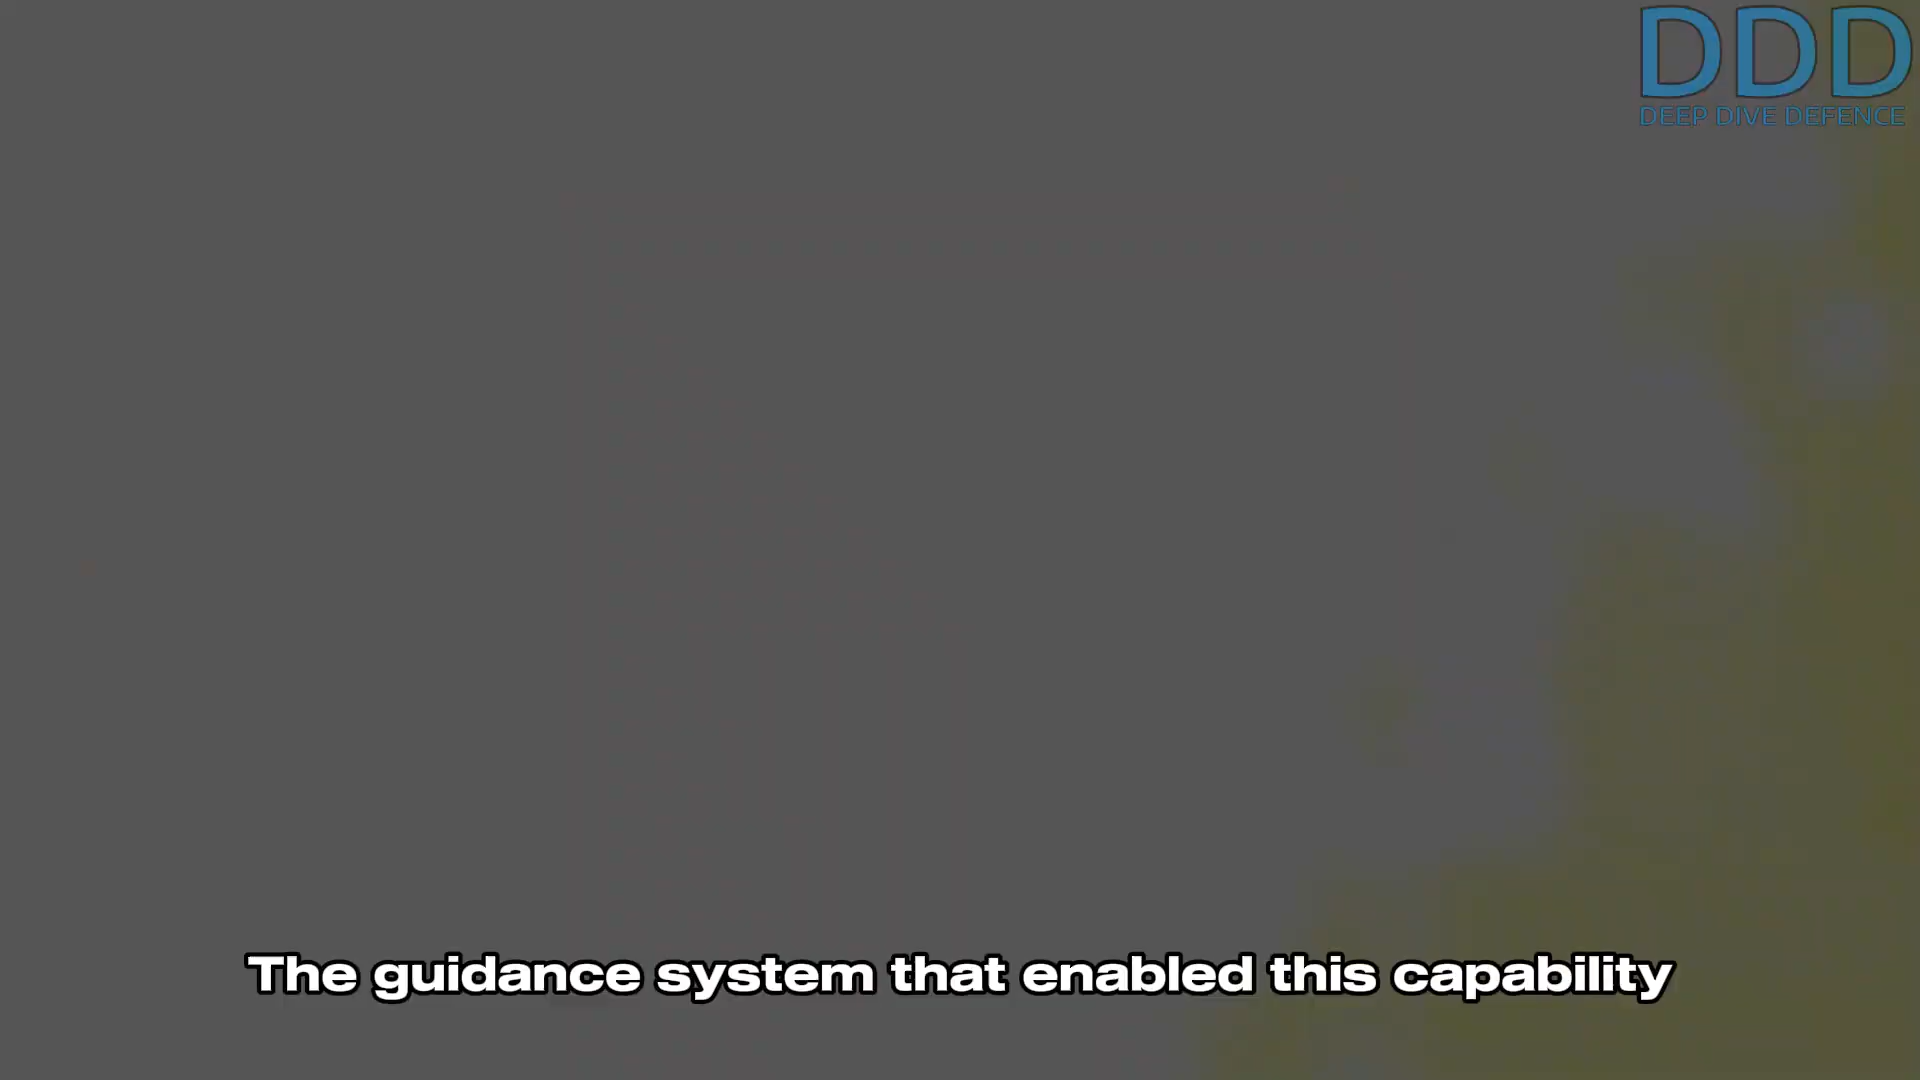 DDD
DEEP DIVE DEFENCE
The guidance system that enabled this capability